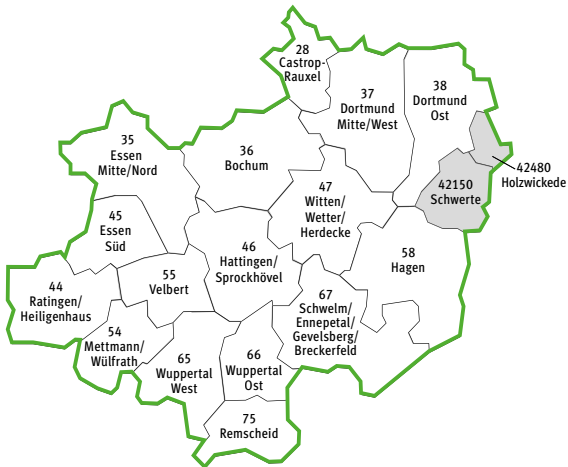 28
Castrop-
Rauxel
37
Dortmund
Mitte/West
38
Dortmund
Ost
35
Essen
Mitte/Nord
36
Bochum
42480
Holzwickede
42150
Schwerte
47
Witten/
Wetter/
Herdecke
45
Essen
Süd
46
Hattingen/
Sprockhövel
58
Hagen
44
Ratingen/
Heiligenhaus
55
Velbert
67
Schwelm/
Ennepetal/
Gevelsberg/
Breckerfeld
54
Mettmann/
Wülfrath
65
Wuppertal
West
66
Wuppertal
Ost
75
Remscheid